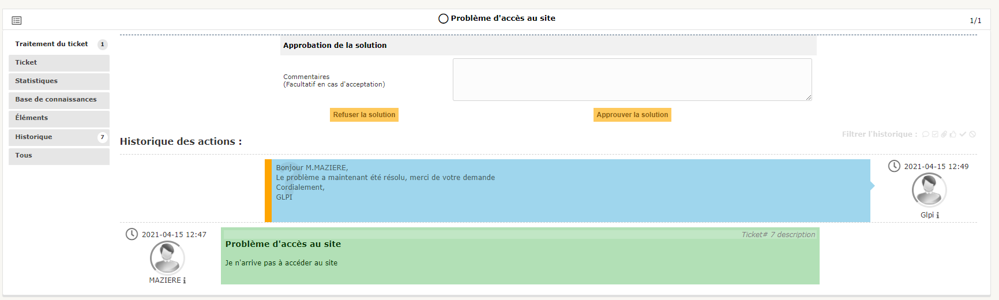 Problème d'accès au site
1/1
Traitement du ticket 1
Ticket
Statistiques
Base de connaissances
Éléments
Historique 7
Tous
Approbation de la solution
Commentaires
(Facultatif en cas d'acceptation)
Refuser la solution
Approuver la solution
Historique des actions :
Filtrer l'historique :
Bonjour M.MAZIERE,
Le problème a maintenant été résolu, merci de votre demande
Cordialement,
GLPI
2021-04-15 12:49
Glpi
2021-04-15 12:47
MAZIERE
Ticket# 7 description
Problème d'accès au site
Je n'arrive pas à accéder au site